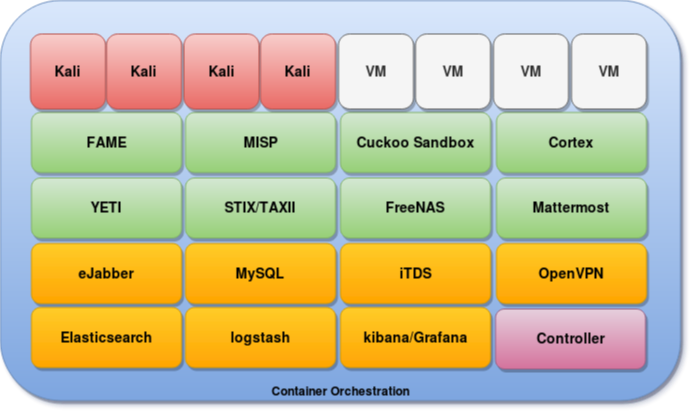 Kali Kali Kali Kali VM VM VM VM
FAME MISP Cuckoo Sandbox Cortex
YETI STIX/TAXII FreeNAS Mattermost
eJabber MySQL iTDS OpenVPN
Elasticsearch logstash kibana/Grafana Controller
Container Orchestration